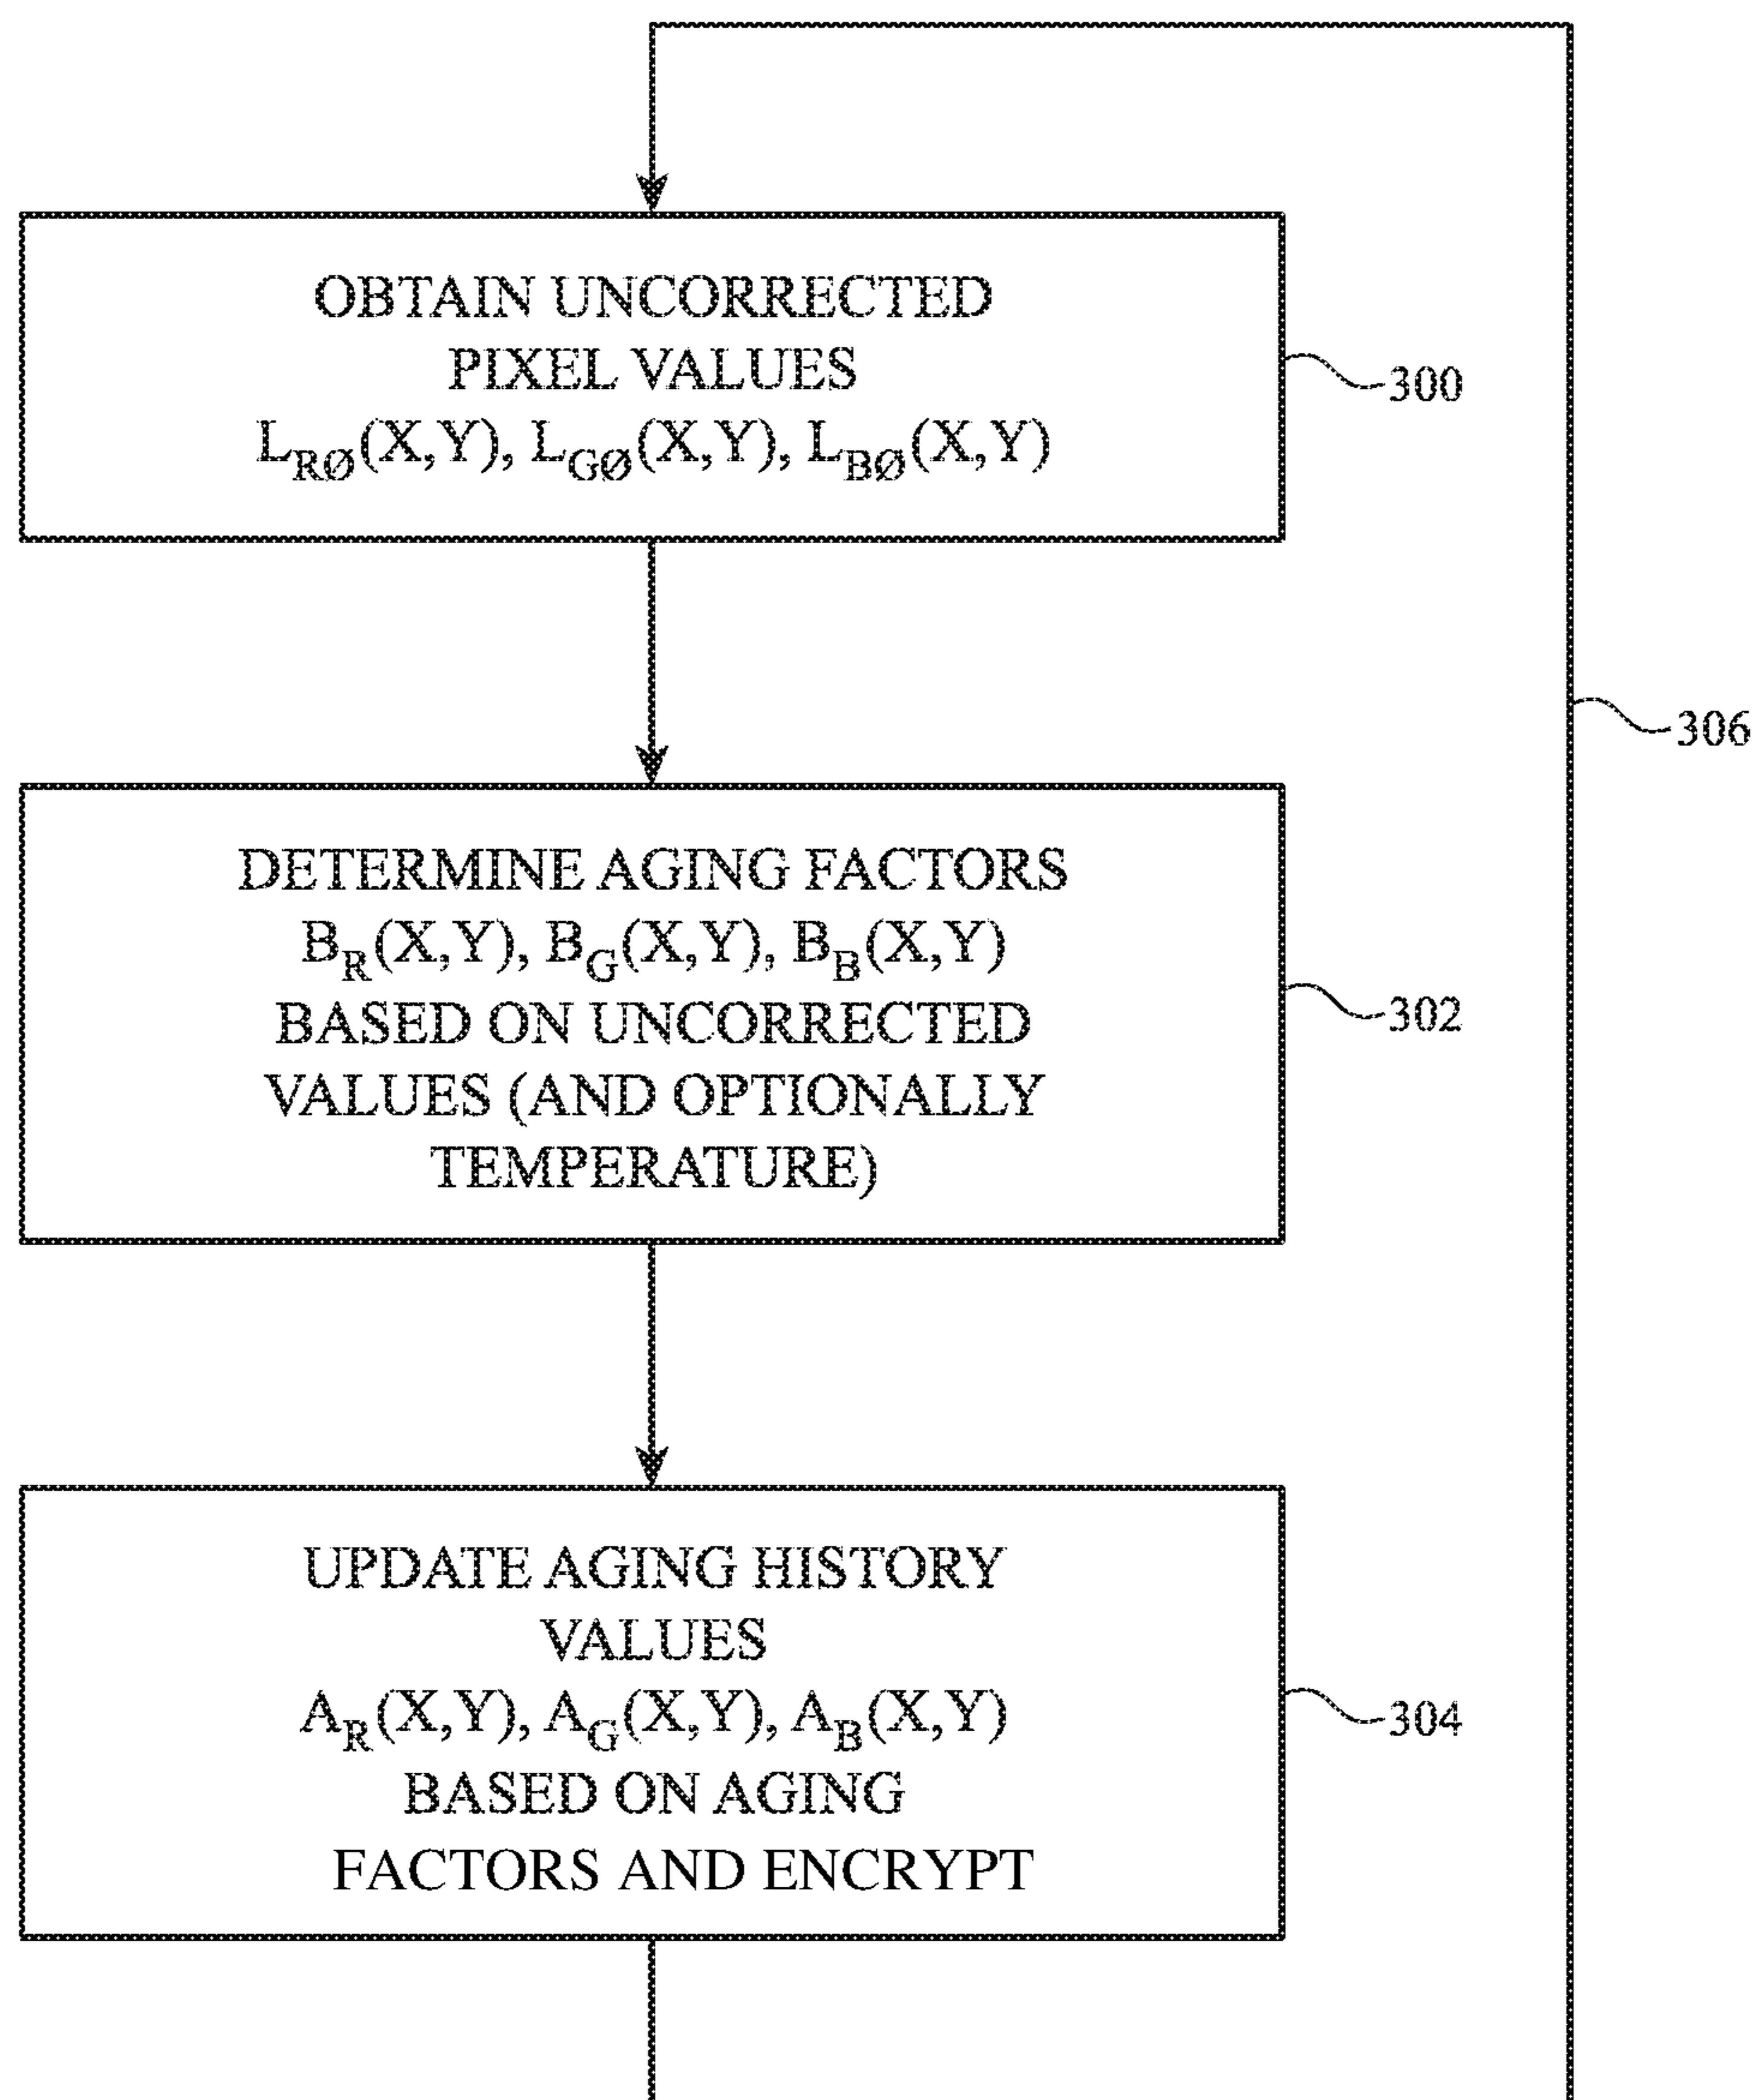 OBTAIN UNCORRECTED
PIXEL VALUES
L_RØ(X,Y), L_GØ(X,Y), L_BØ(X,Y)
300
306
DETERMINE AGING FACTORS
B_R(X,Y), B_G(X,Y), B_B(X,Y)
BASED ON UNCORRECTED
VALUES (AND OPTIONALLY
TEMPERATURE)
302
UPDATE AGING HISTORY
VALUES
A_R(X,Y), A_G(X,Y), A_B(X,Y)
BASED ON AGING
FACTORS AND ENCRYPT
304